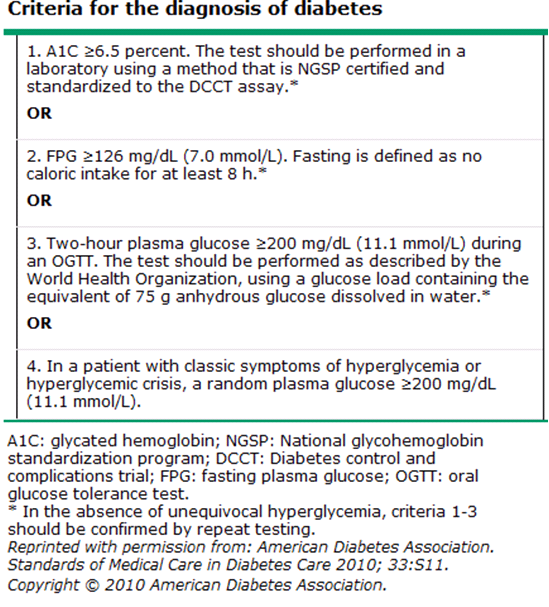 Criteria for the diagnosis of diabetes
1. A1C ≥6.5 percent. The test should be performed in a
laboratory using a method that is NGSP certified and
standardized to the DCCT assay.*
OR
2. FPG ≥126 mg/dL (7.0 mmol/L). Fasting is defined as no
caloric intake for at least 8 h.*
OR
3. Two-hour plasma glucose ≥200 mg/dL (11.1 mmol/L) during
an OGTT. The test should be performed as described by the
World Health Organization, using a glucose load containing the
equivalent of 75 g anhydrous glucose dissolved in water.*
OR
4. In a patient with classic symptoms of hyperglycemia or
hyperglycemic crisis, a random plasma glucose ≥200 mg/dL
(11.1 mmol/L).
A1C: glycated hemoglobin; NGSP: National glycohemoglobin
standardization program; DCCT: Diabetes control and
complications trial; FPG: fasting plasma glucose; OGTT: oral
glucose tolerance test.
* In the absence of unequivocal hyperglycemia, criteria 1-3
should be confirmed by repeat testing.
Reprinted with permission from: American Diabetes Association.
Standards of Medical Care in Diabetes Care 2010; 33:S11.
Copyright © 2010 American Diabetes Association.